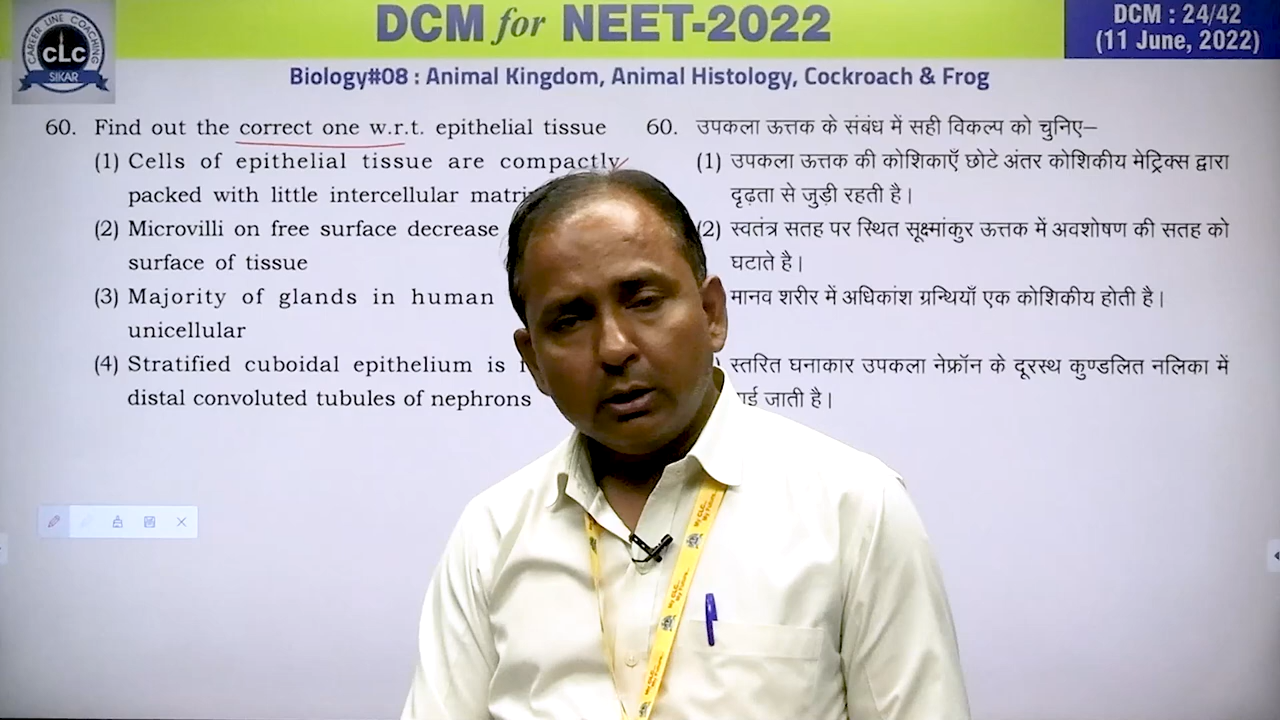 DCM for NEET-2022
DCM : 24/42
(11 June, 2022)
CAREER LINE COACHING
CLC
SIKAR
Biology#08 : Animal Kingdom, Animal Histology, Cockroach & Frog
60. Find out the correct one w.r.t. epithelial tissue
(1) Cells of epithelial tissue are compactly
packed with little intercellular
(2) Microvilli on free surface decrease
surface of tissue
(3) Majority of glands in human
unicellular
(4) Stratified cuboidal epithelium is
distal convoluted tubules of nephrons
60. उपकला ऊत्तक के संबंध में सही विकल्प को चुनिए–
(1) उपकला ऊत्तक की कोशिकाएँ छोटे अंतर कोशिकीय मेट्रिक्स द्वारा
दृढ़ता से जुड़ी रहती है।
(2) स्वतंत्र सतह पर स्थित सूक्ष्मांकुर ऊत्तक में अवशोषण की सतह को
घटाते है।
मानव शरीर में अधिकांश ग्रन्थियाँ एक कोशिकीय होती है।
स्तरित घनाकार उपकला नेफ्रॉन के दूरस्थ कुण्डलित नलिका में
जाती है।